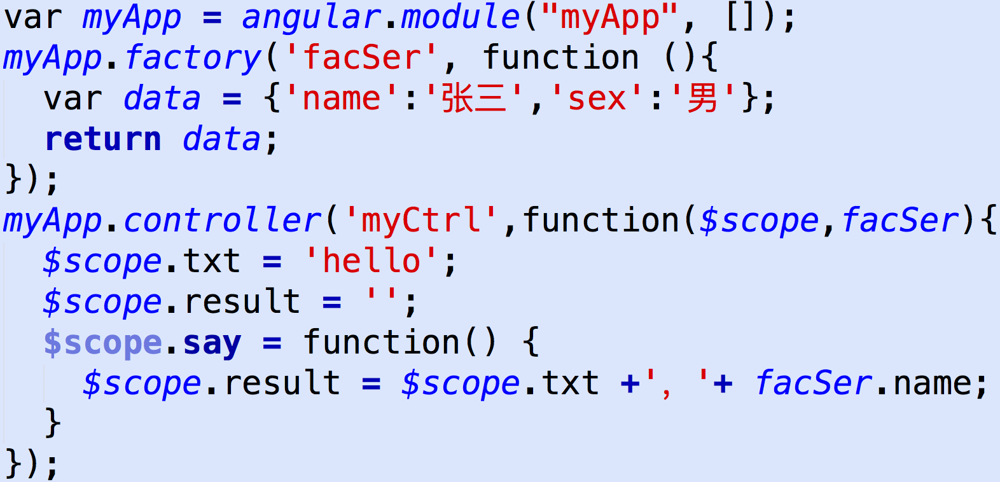 var myApp = angular.module("myApp", []);
myApp.factory('facSer', function (){
  var data = {'name':'张三','sex':'男'};
  return data;
});
myApp.controller('myCtrl',function($scope,facSer){
  $scope.txt = 'hello';
  $scope.result = '';
  $scope.say = function() {
    $scope.result = $scope.txt +'，'+ facSer.name;
  }
});